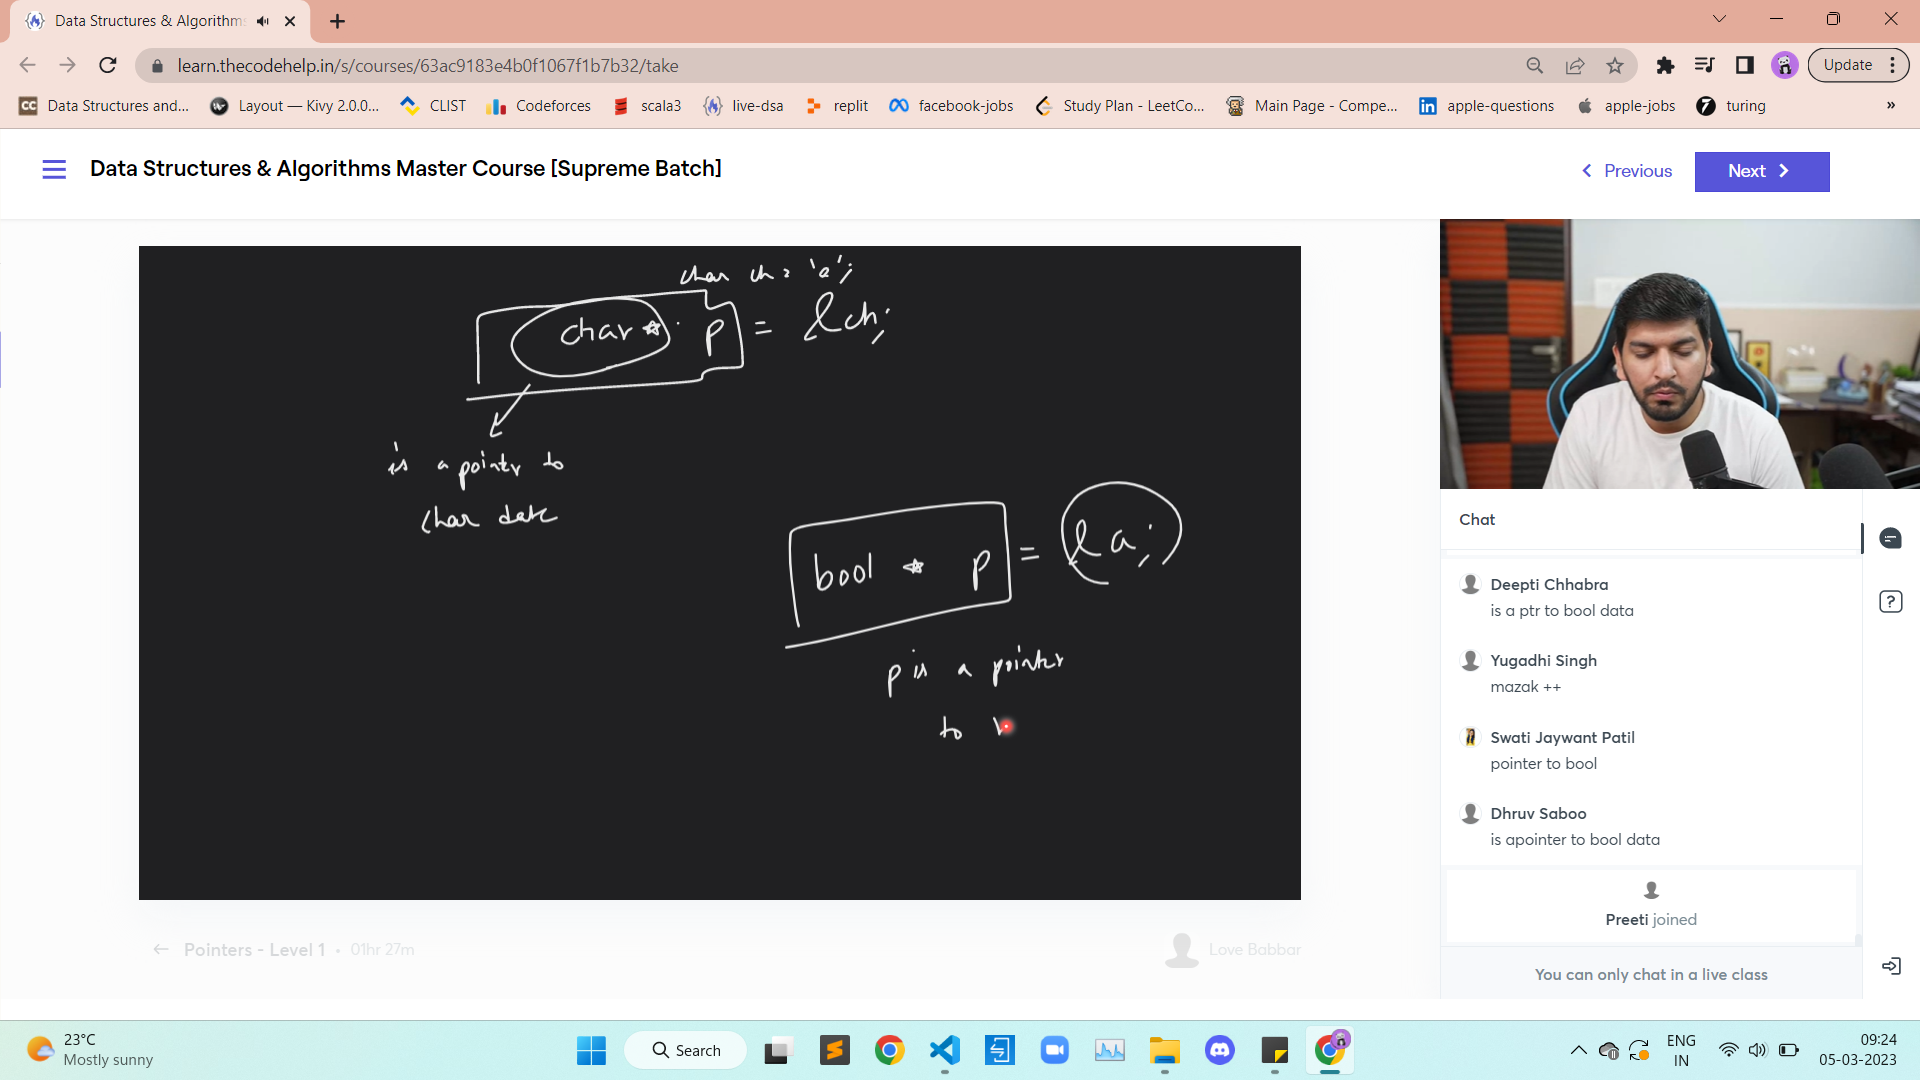 Data Structures & Algorithms
learn.thecodehelp.in/s/courses/63ac9183e4b0f1067f1b7b32/take
Update
Data Structures and...
Layout — Kivy 2.0.0...
CLIST
Codeforces
scala3
live-dsa
replit
facebook-jobs
Study Plan - LeetCo...
Main Page - Compe...
apple-questions
apple-jobs
turing
»
Data Structures & Algorithms Master Course [Supreme Batch]
Previous
Next
char ch = 'a';
char * p = &ch;
is a pointer to
char data
bool * p = &a;
p is a pointer
to
Chat
Deepti Chhabra
is a ptr to bool data
Yugadhi Singh
mazak ++
Swati Jaywant Patil
pointer to bool
Dhruv Saboo
is apointer to bool data
Preeti joined
You can only chat in a live class
Pointers - Level 1 • 01hr 27m
Love Babbar
23°C
Mostly sunny
Search
ENG
IN
09:24
05-03-2023